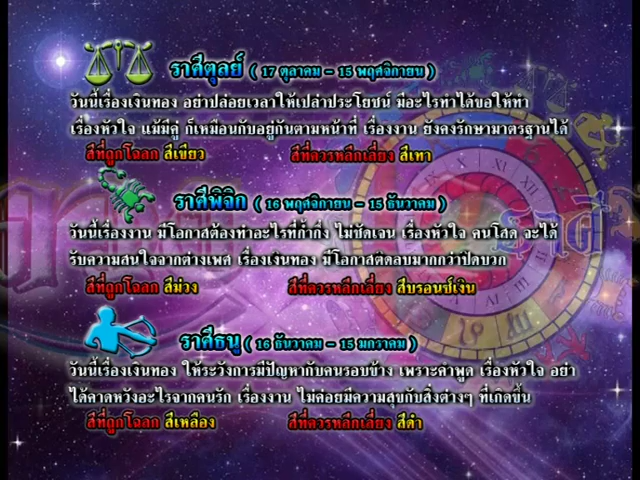 ราศีตุลย์ ( 17 ตุลาคม - 15 พฤศจิกายน )
วันนี้เรื่องเงินทอง อย่าปล่อยเวลาให้เปล่าประโยชน์ มีอะไรทำได้ขอให้ทำ
เรื่องหัวใจ แม้มีคู่ ก็เหมือนกับอยู่กันตามหน้าที่ เรื่องงาน ยังคงรักษามาตรฐานได้
สีที่ถูกโฉลก สีเขียว สีที่ควรหลีกเลี่ยง สีเทา
ราศีพิจิก ( 16 พฤศจิกายน - 15 ธันวาคม )
วันนี้เรื่องงาน มีโอกาสต้องทำอะไรที่ก้ำกึ่ง ไม่ชัดเจน เรื่องหัวใจ คนโสด จะได้
รับความสนใจจากต่างเพศ เรื่องเงินทอง มีโอกาสติดลบมากกว่าปิดบวก
สีที่ถูกโฉลก สีม่วง สีที่ควรหลีกเลี่ยง สีบรอนซ์เงิน
ราศีธนู ( 16 ธันวาคม - 15 มกราคม )
วันนี้เรื่องเงินทอง ให้ระวังการมีปัญหากับคนรอบข้าง เพราะคำพูด เรื่องหัวใจ อย่า
ได้คาดหวังอะไรจากคนรัก เรื่องงาน ไม่ค่อยมีความสุขกับสิ่งต่างๆ ที่เกิดขึ้น
สีที่ถูกโฉลก สีเหลือง สีที่ควรหลีกเลี่ยง สีดำ